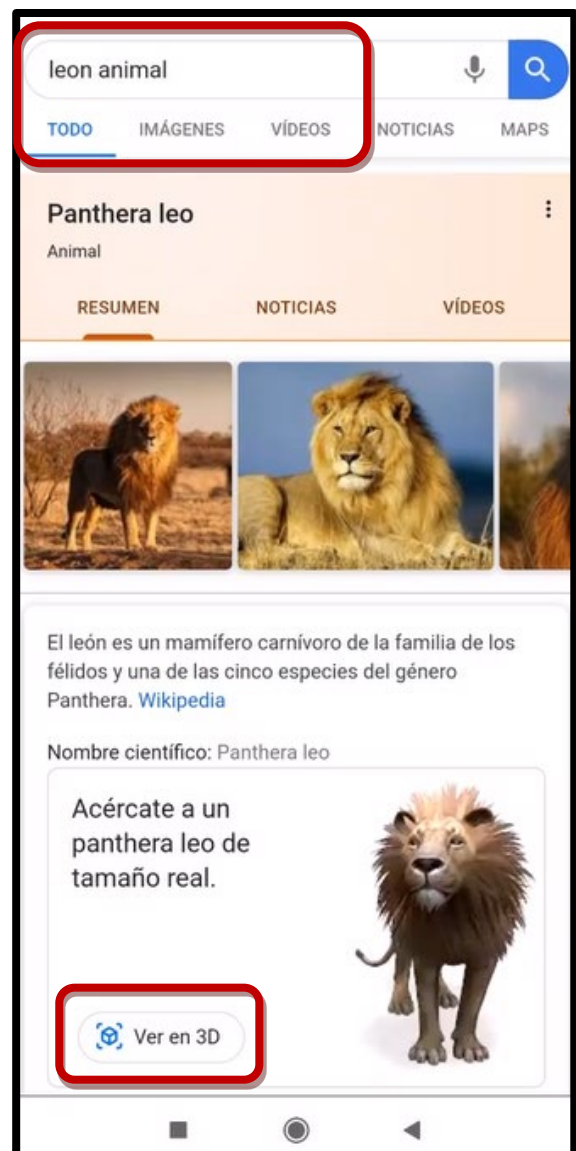 leon animal
TODO IMÁGENES VÍDEOS NOTICIAS MAPS
Panthera leo
Animal
RESUMEN NOTICIAS VÍDEOS
El león es un mamífero carnívoro de la familia de los
félidos y una de las cinco especies del género
Panthera. Wikipedia
Nombre científico: Panthera leo
Acércate a un
panthera leo de
tamaño real.
Ver en 3D